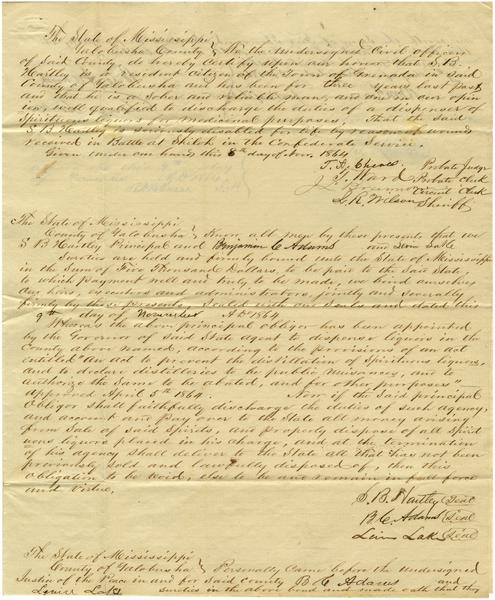 The State of Mississippi
Yalobusha County } We the undersigned Civil officers
of Said County, do hereby Certify upon our honor that S. B.
Hartley is a resident Citizen of the Town of Grenada in Said
County of Yalobusha and has been for three years last past
and that he is a Sober and reliable man, and one in our opin
ion, well qualified to discharge the duties of a dispenser of
Spirituous liquors for medicinal purposes, That the said
S B Hartley is seriously disabled for life by reason of wounds
received in Battle at Shiloh in the Confederate Service.
Given under our hands this 5th day of Nov. 1864
Probate Judge
J. Ward Probate Clerk
Circuit Clerk
L. R. Wilson Sheriff
The State of Mississippi
County of Yalobusha } Know all men by these presents that we
S B Hartley Principal and Benjamin C Adams and Levin Lake
Sureties are held and firmly bound unto the State of Mississippi
in the Sum of Five Thousand Dollars, to be paid to the Said State,
to which payment well and truly to be made, we bind ourselves
our heirs, executors and administrators, jointly and severally
firmly by these presents, Sealed with our seals and dated this
9th day of November AD 1864
Whereas the above principal obligor has been appointed
by the Governor of Said State agent to dispense liquors in the
County above named, according to the provisions of an act
entitled "An act to prevent the distillation of Spirituous liquors,
and to declare distilleries to be public nuisances, and to
authorize the Same to be abated, and for other purposes" -
approved April 5th 1864. Now if the Said principal
Obligor shall faithfully discharge the duties of such agency,
and account for & pay over to the State all money arising
from Sale of Said Spirits, and properly dispose of all Spirit
uous liquors placed in his charge, and at the termination
of his agency shall deliver to the State all that has not been
previously sold and lawfully disposed of, then this
obligation to be void, else to be and remain in full force
and virtue.
S. B. Hartley (Seal)
B. C. Adams (Seal)
Levin Lake (Seal)
The State of Mississippi
County of Yalobusha } Personally Came before the undersigned
Justice of the Peace in and for Said County B. C Adams and
Levin Lake sureties in the above bond and made oath that they